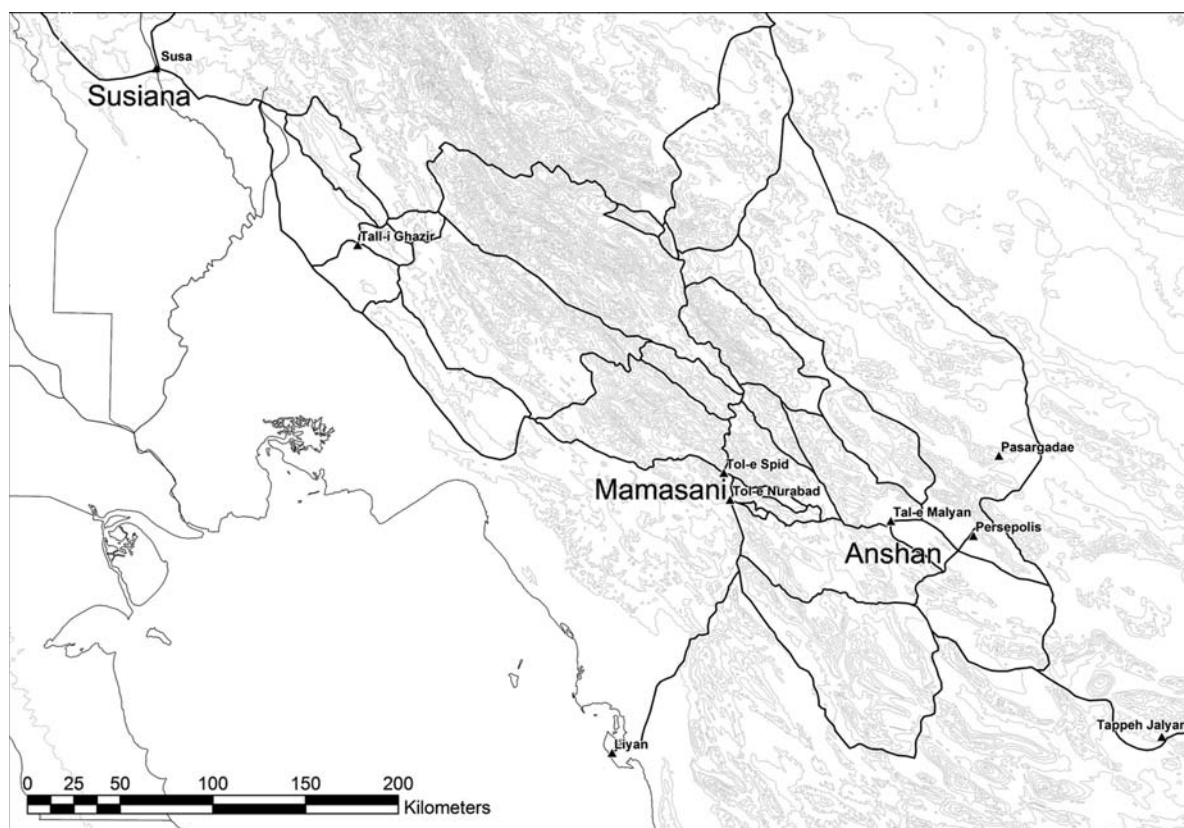 Susa
Susiana
Tall-i Ghazir
Pasargadae
Tol-e Spid
Mamasani
Tol-e Nurabad
Tal-e Malyan
Persepolis
Anshan
Tappeh Jalyan
Liyan
0 25 50 100 150 200
Kilometers